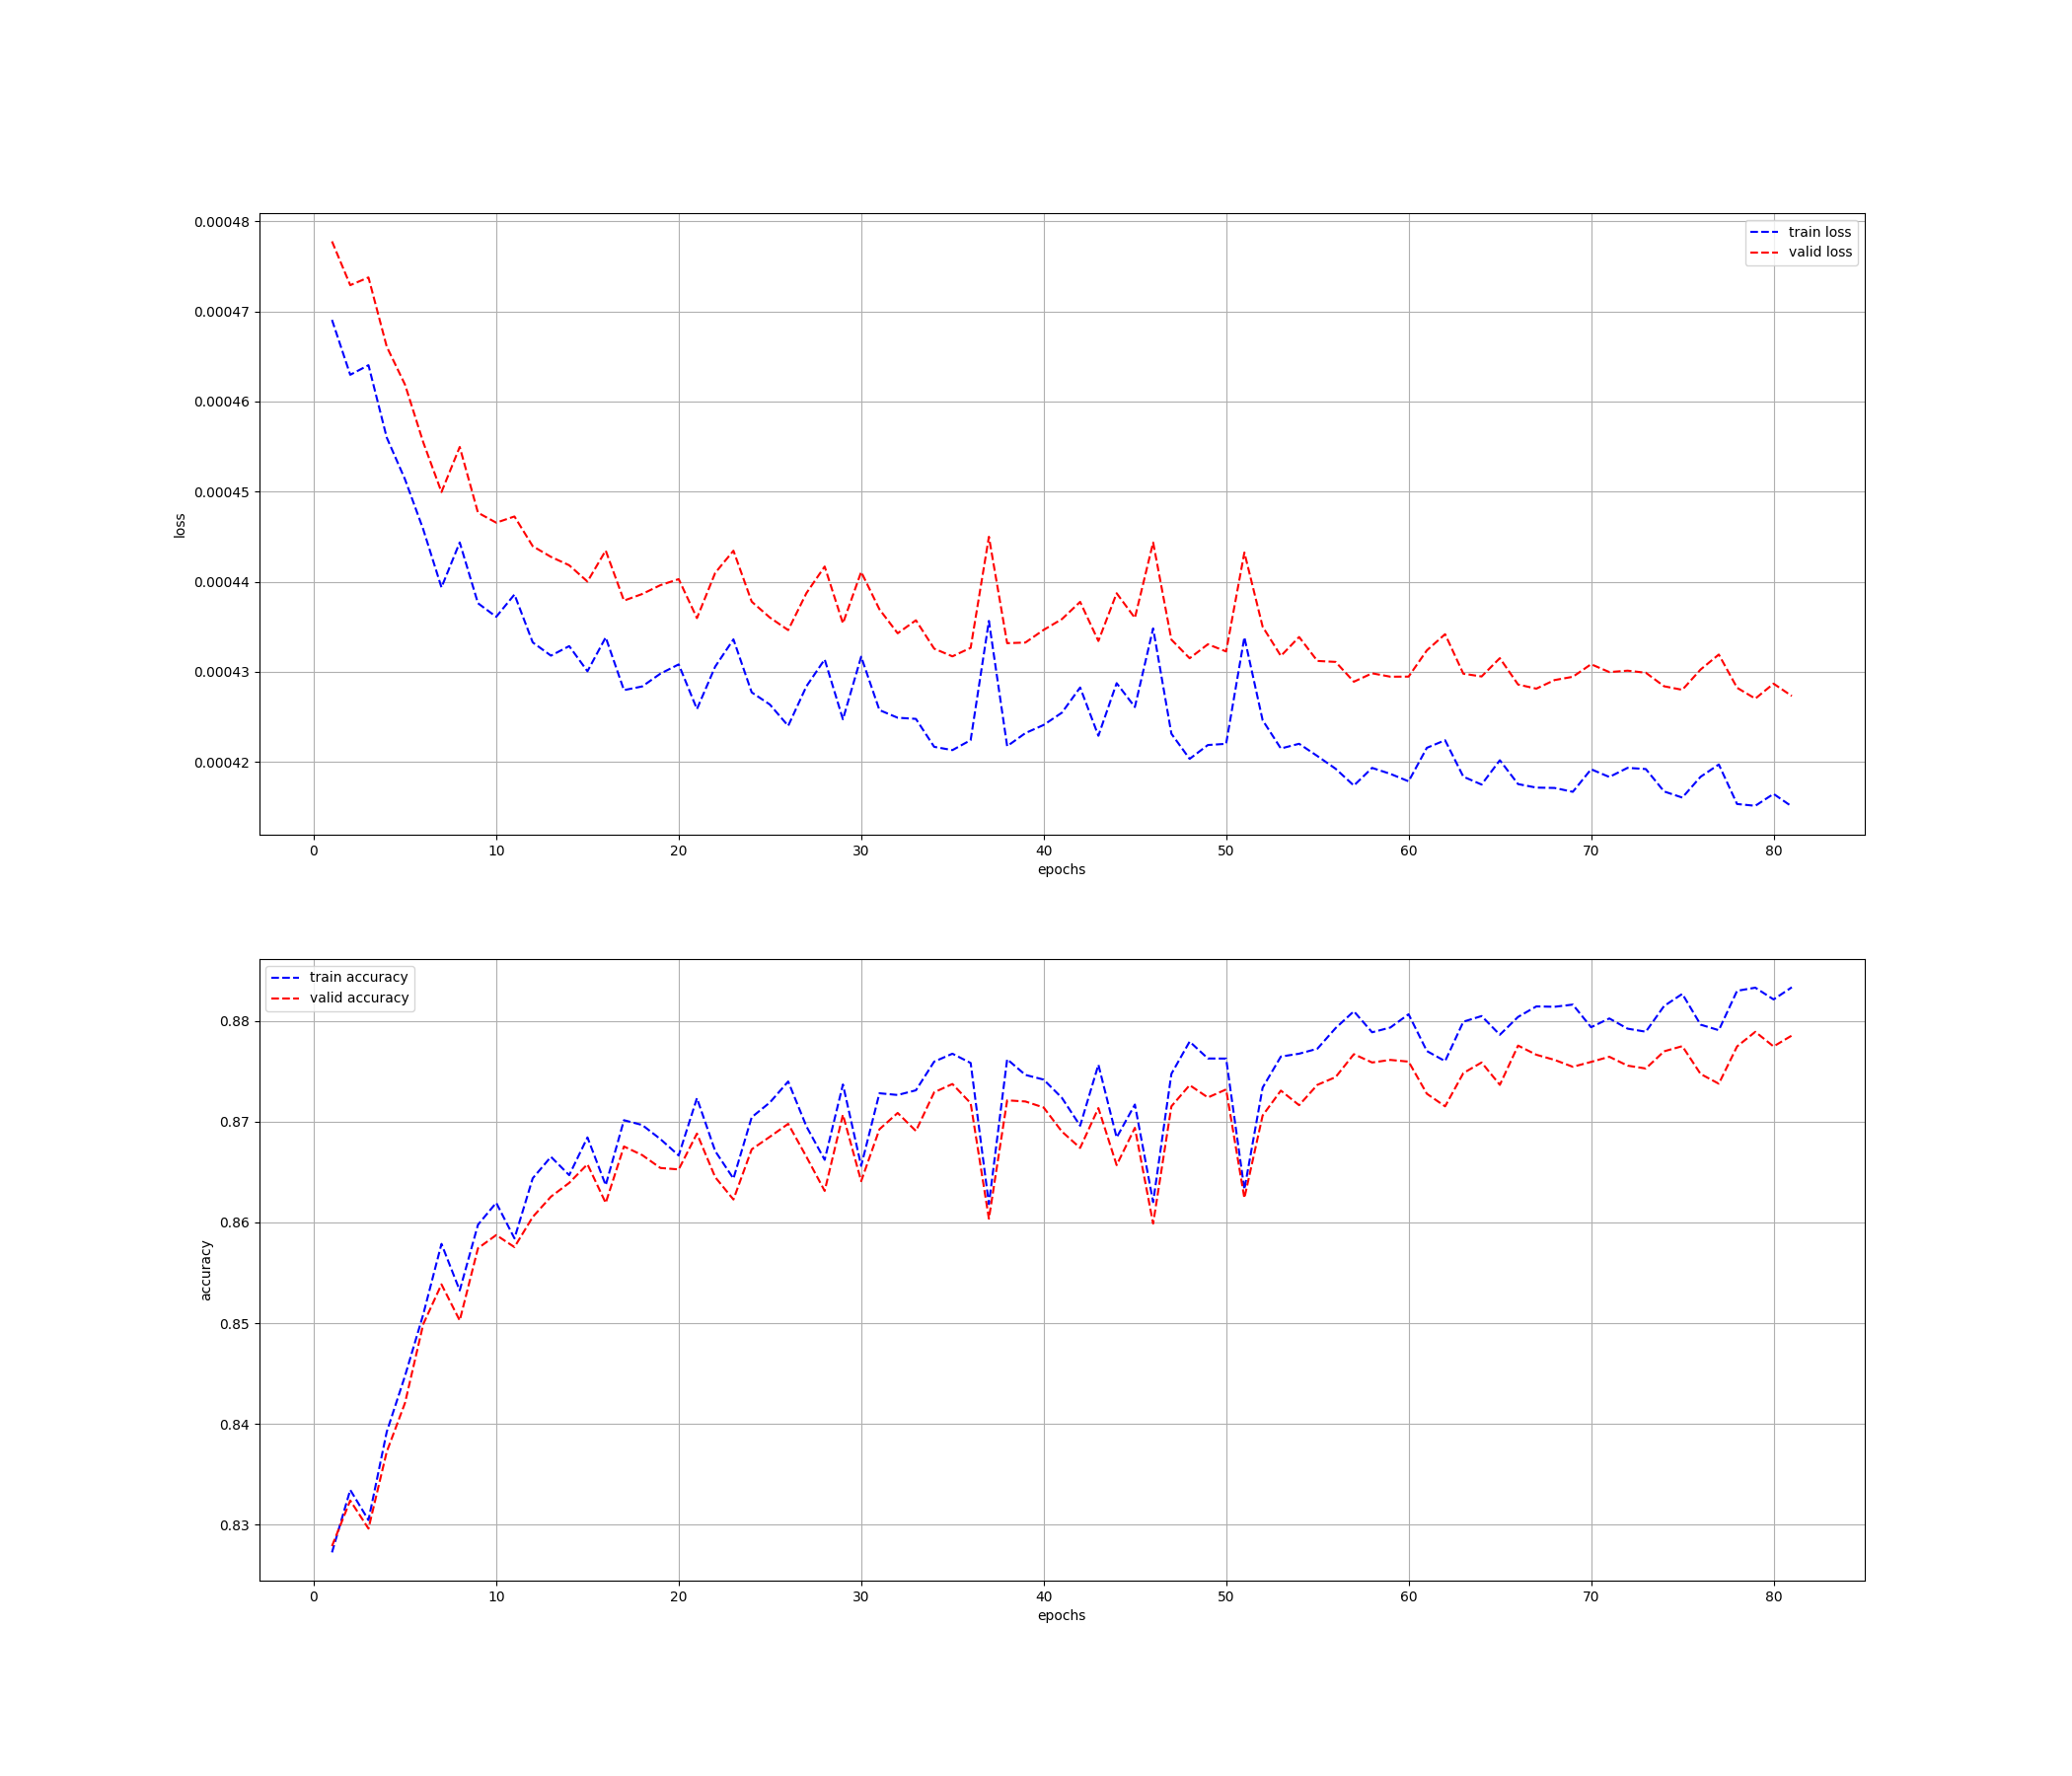 0.00048
0.00047
0.00046
0.00045
0.00044
0.00043
0.00042
loss
train loss
valid loss
0 10 20 30 40 50 60 70 80
epochs
train accuracy
valid accuracy
0.88
0.87
0.86
0.85
0.84
0.83
accuracy
0 10 20 30 40 50 60 70 80
epochs